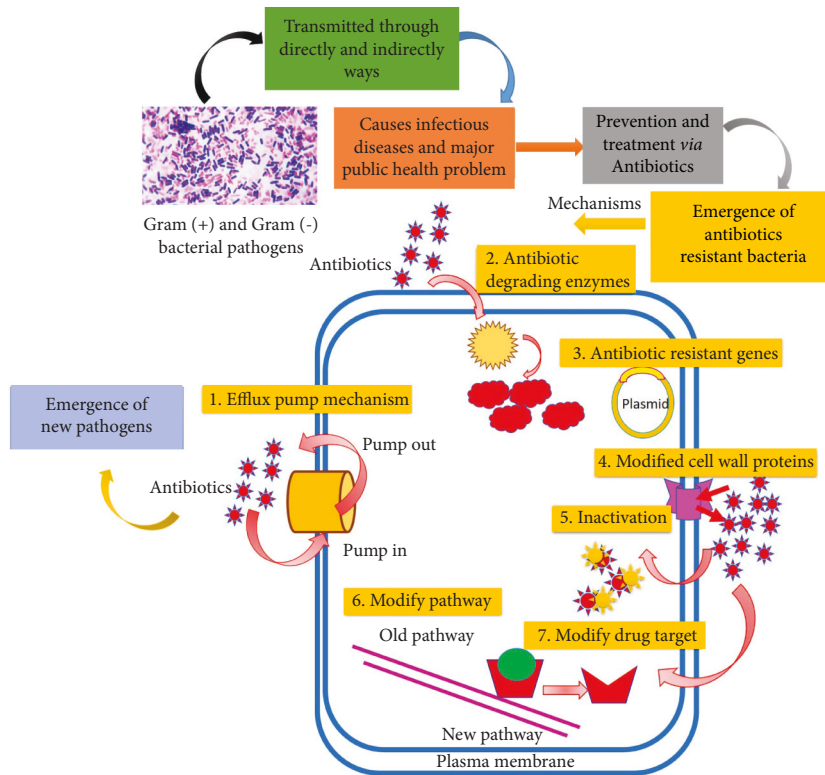 Transmitted through
directly and indirectly
ways
Causes infectious
diseases and major
public health problem
Prevention and
treatment via
Antibiotics
Gram (+) and Gram (-)
bacterial pathogens
Mechanisms
Emergence of
antibiotics
resistant bacteria
Antibiotics
2. Antibiotic
degrading enzymes
3. Antibiotic resistant genes
Plasmid
1. Efflux pump mechanism
Emergence of
new pathogens
Pump out
Antibiotics
Pump in
4. Modified cell wall proteins
5. Inactivation
6. Modify pathway
Old pathway
7. Modify drug target
New pathway
Plasma membrane